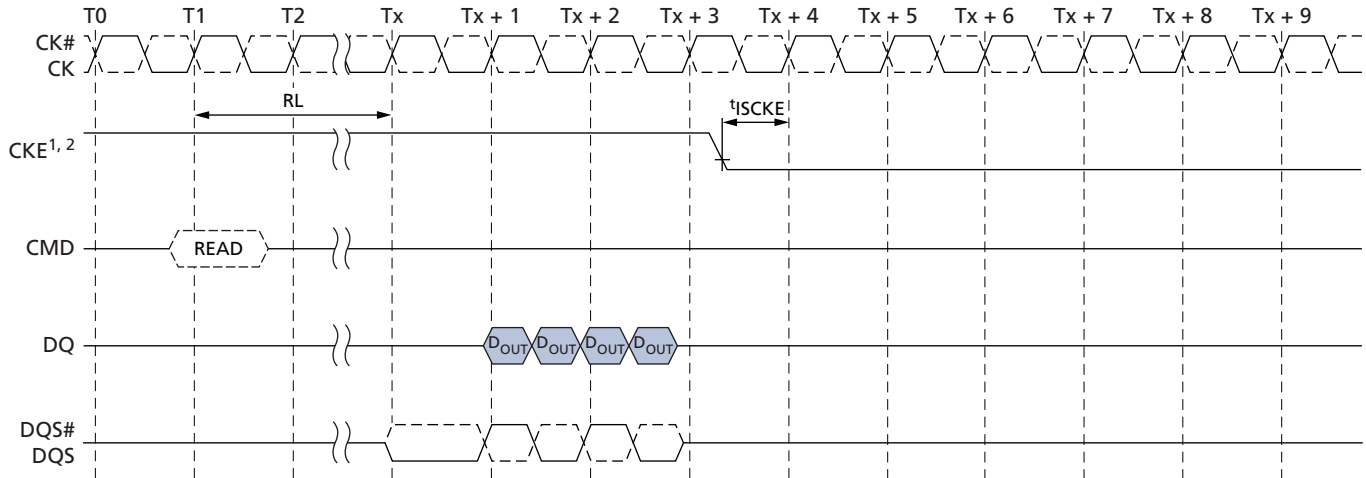 T0 T1 T2 Tx Tx + 1 Tx + 2 Tx + 3 Tx + 4 Tx + 5 Tx + 6 Tx + 7 Tx + 8 Tx + 9
CK#
CK
RL
tISCKE
CKE1, 2
CMD READ
DQ DOUT DOUT DOUT DOUT
DQS#
DQS